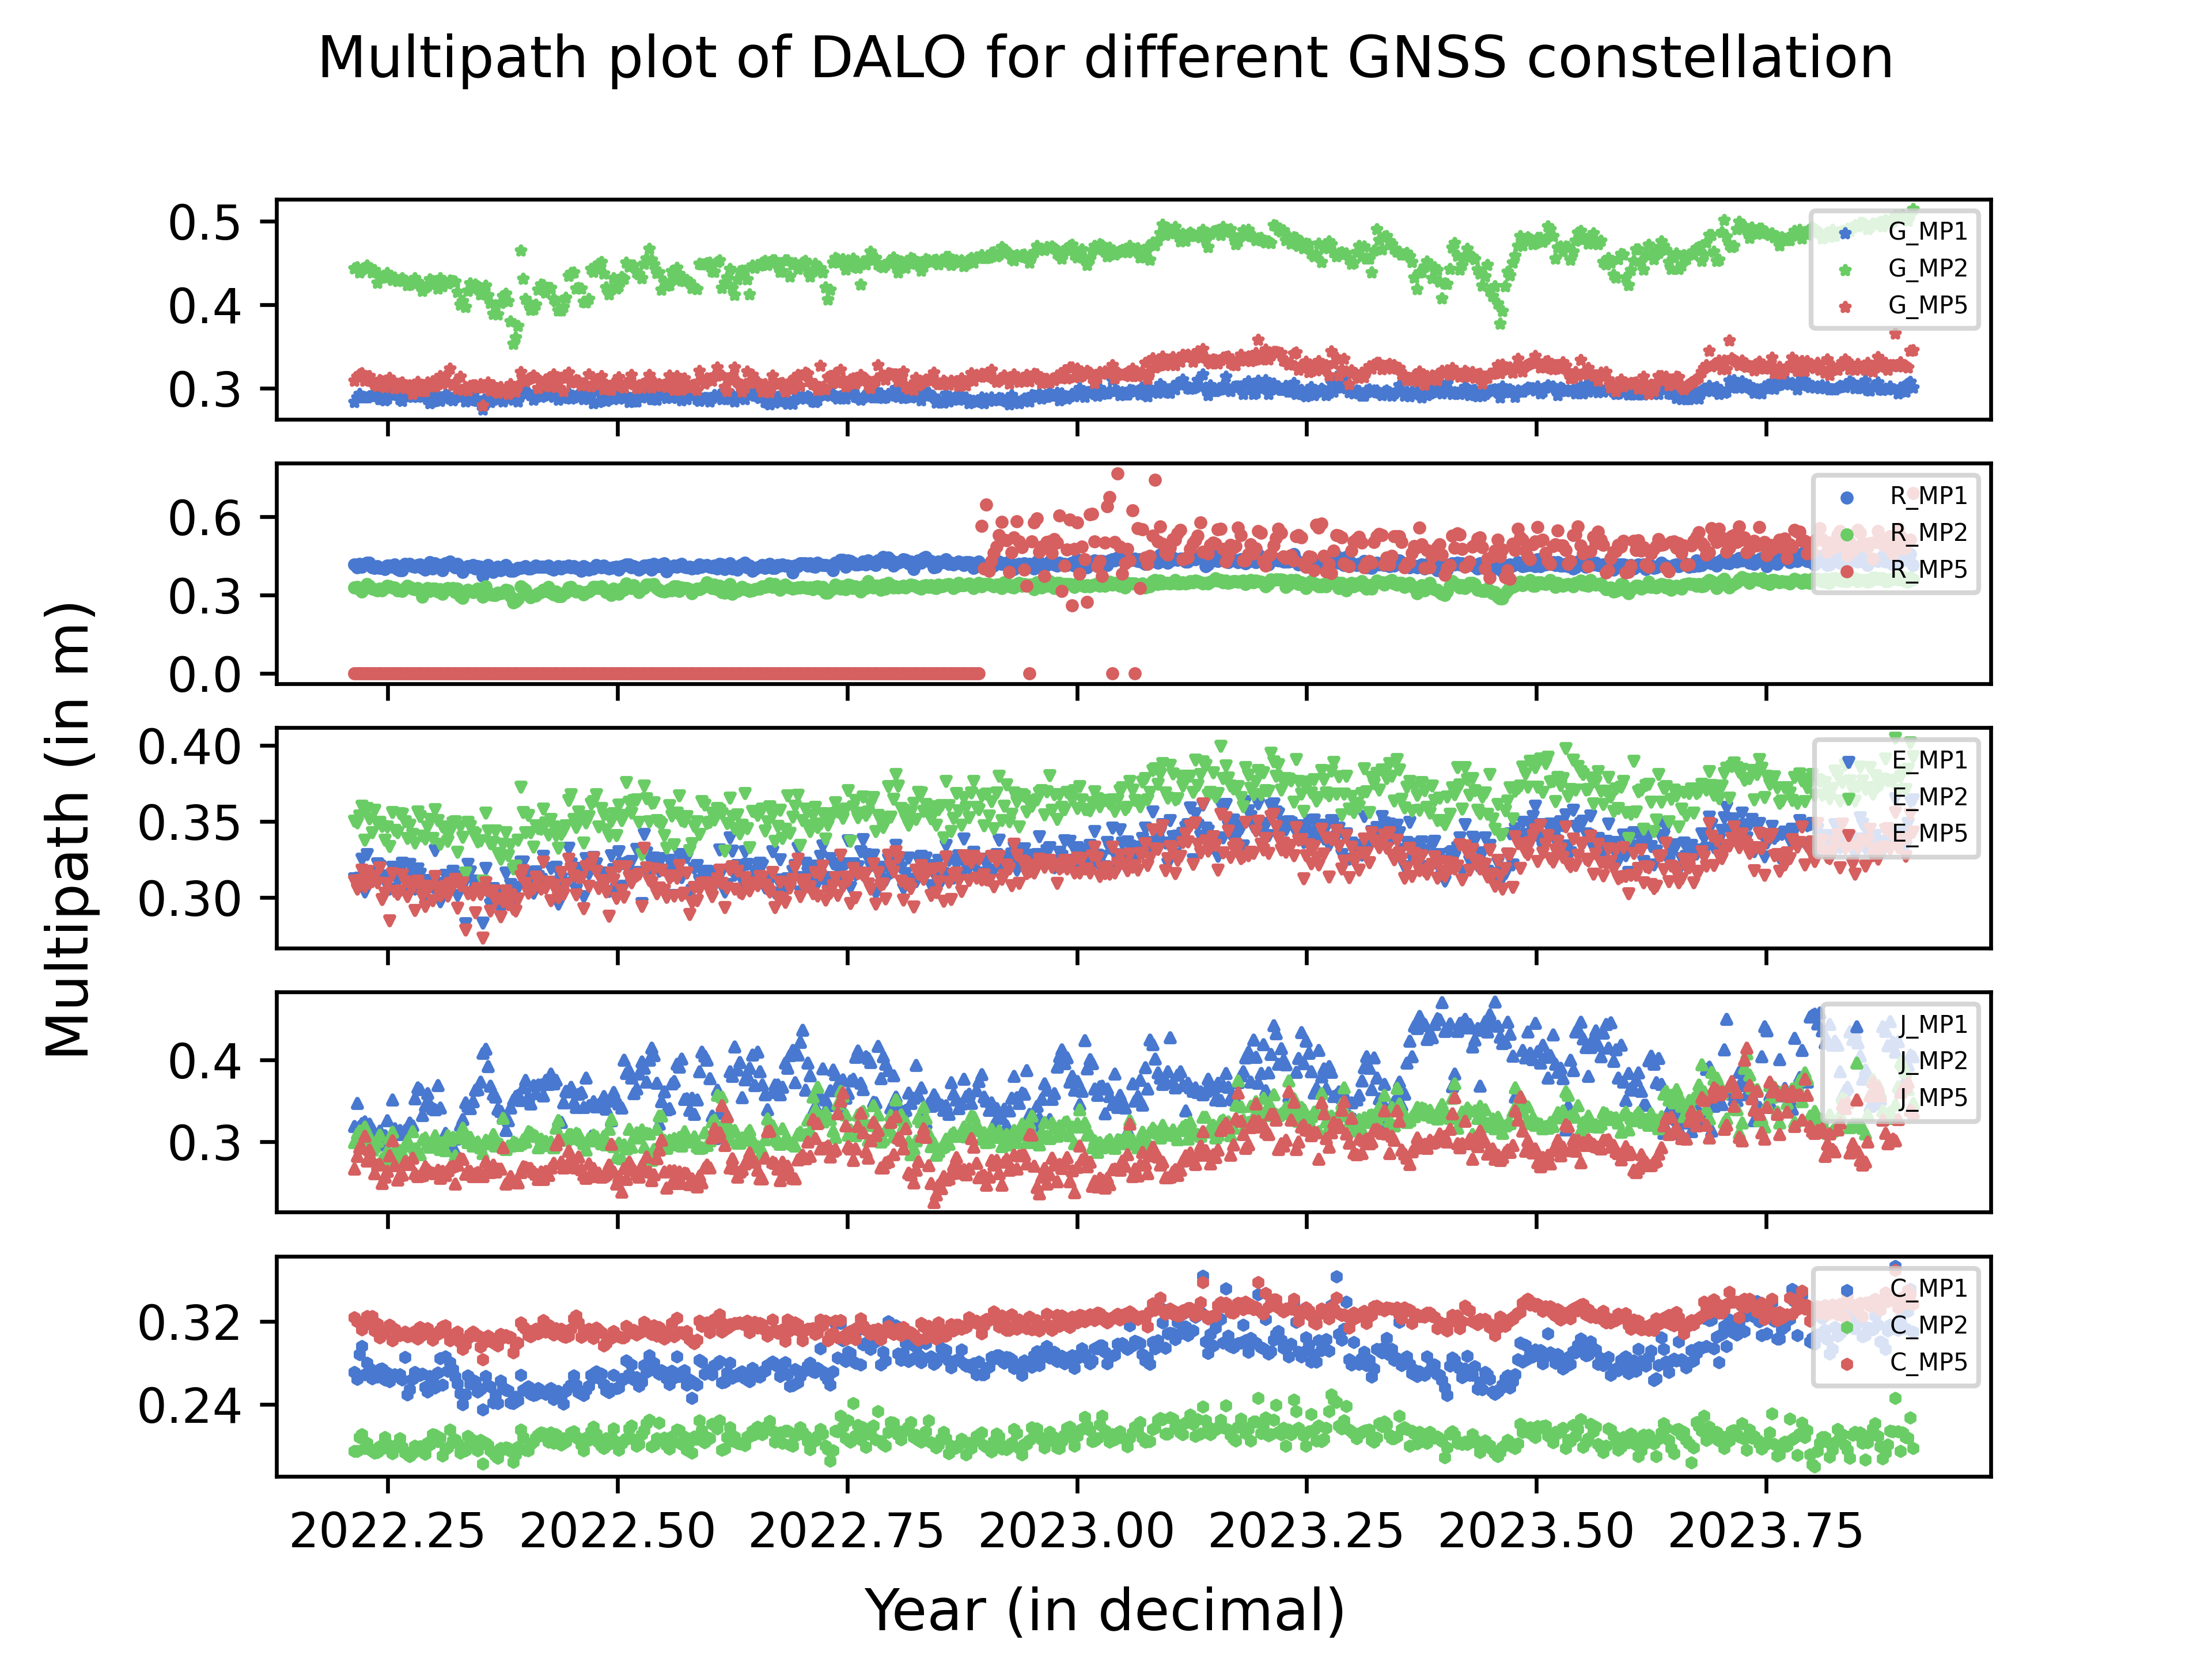 Multipath plot of DALO for different GNSS constellation
0.5
0.4
0.3
G_MP1
G_MP2
G_MP5
0.6
0.3
0.0
R_MP1
R_MP2
R_MP5
Multipath (in m)
0.40
0.35
0.30
E_MP1
E_MP2
E_MP5
0.4
0.3
J_MP1
J_MP2
J_MP5
0.32
0.24
C_MP1
C_MP2
C_MP5
2022.25 2022.50 2022.75 2023.00 2023.25 2023.50 2023.75
Year (in decimal)